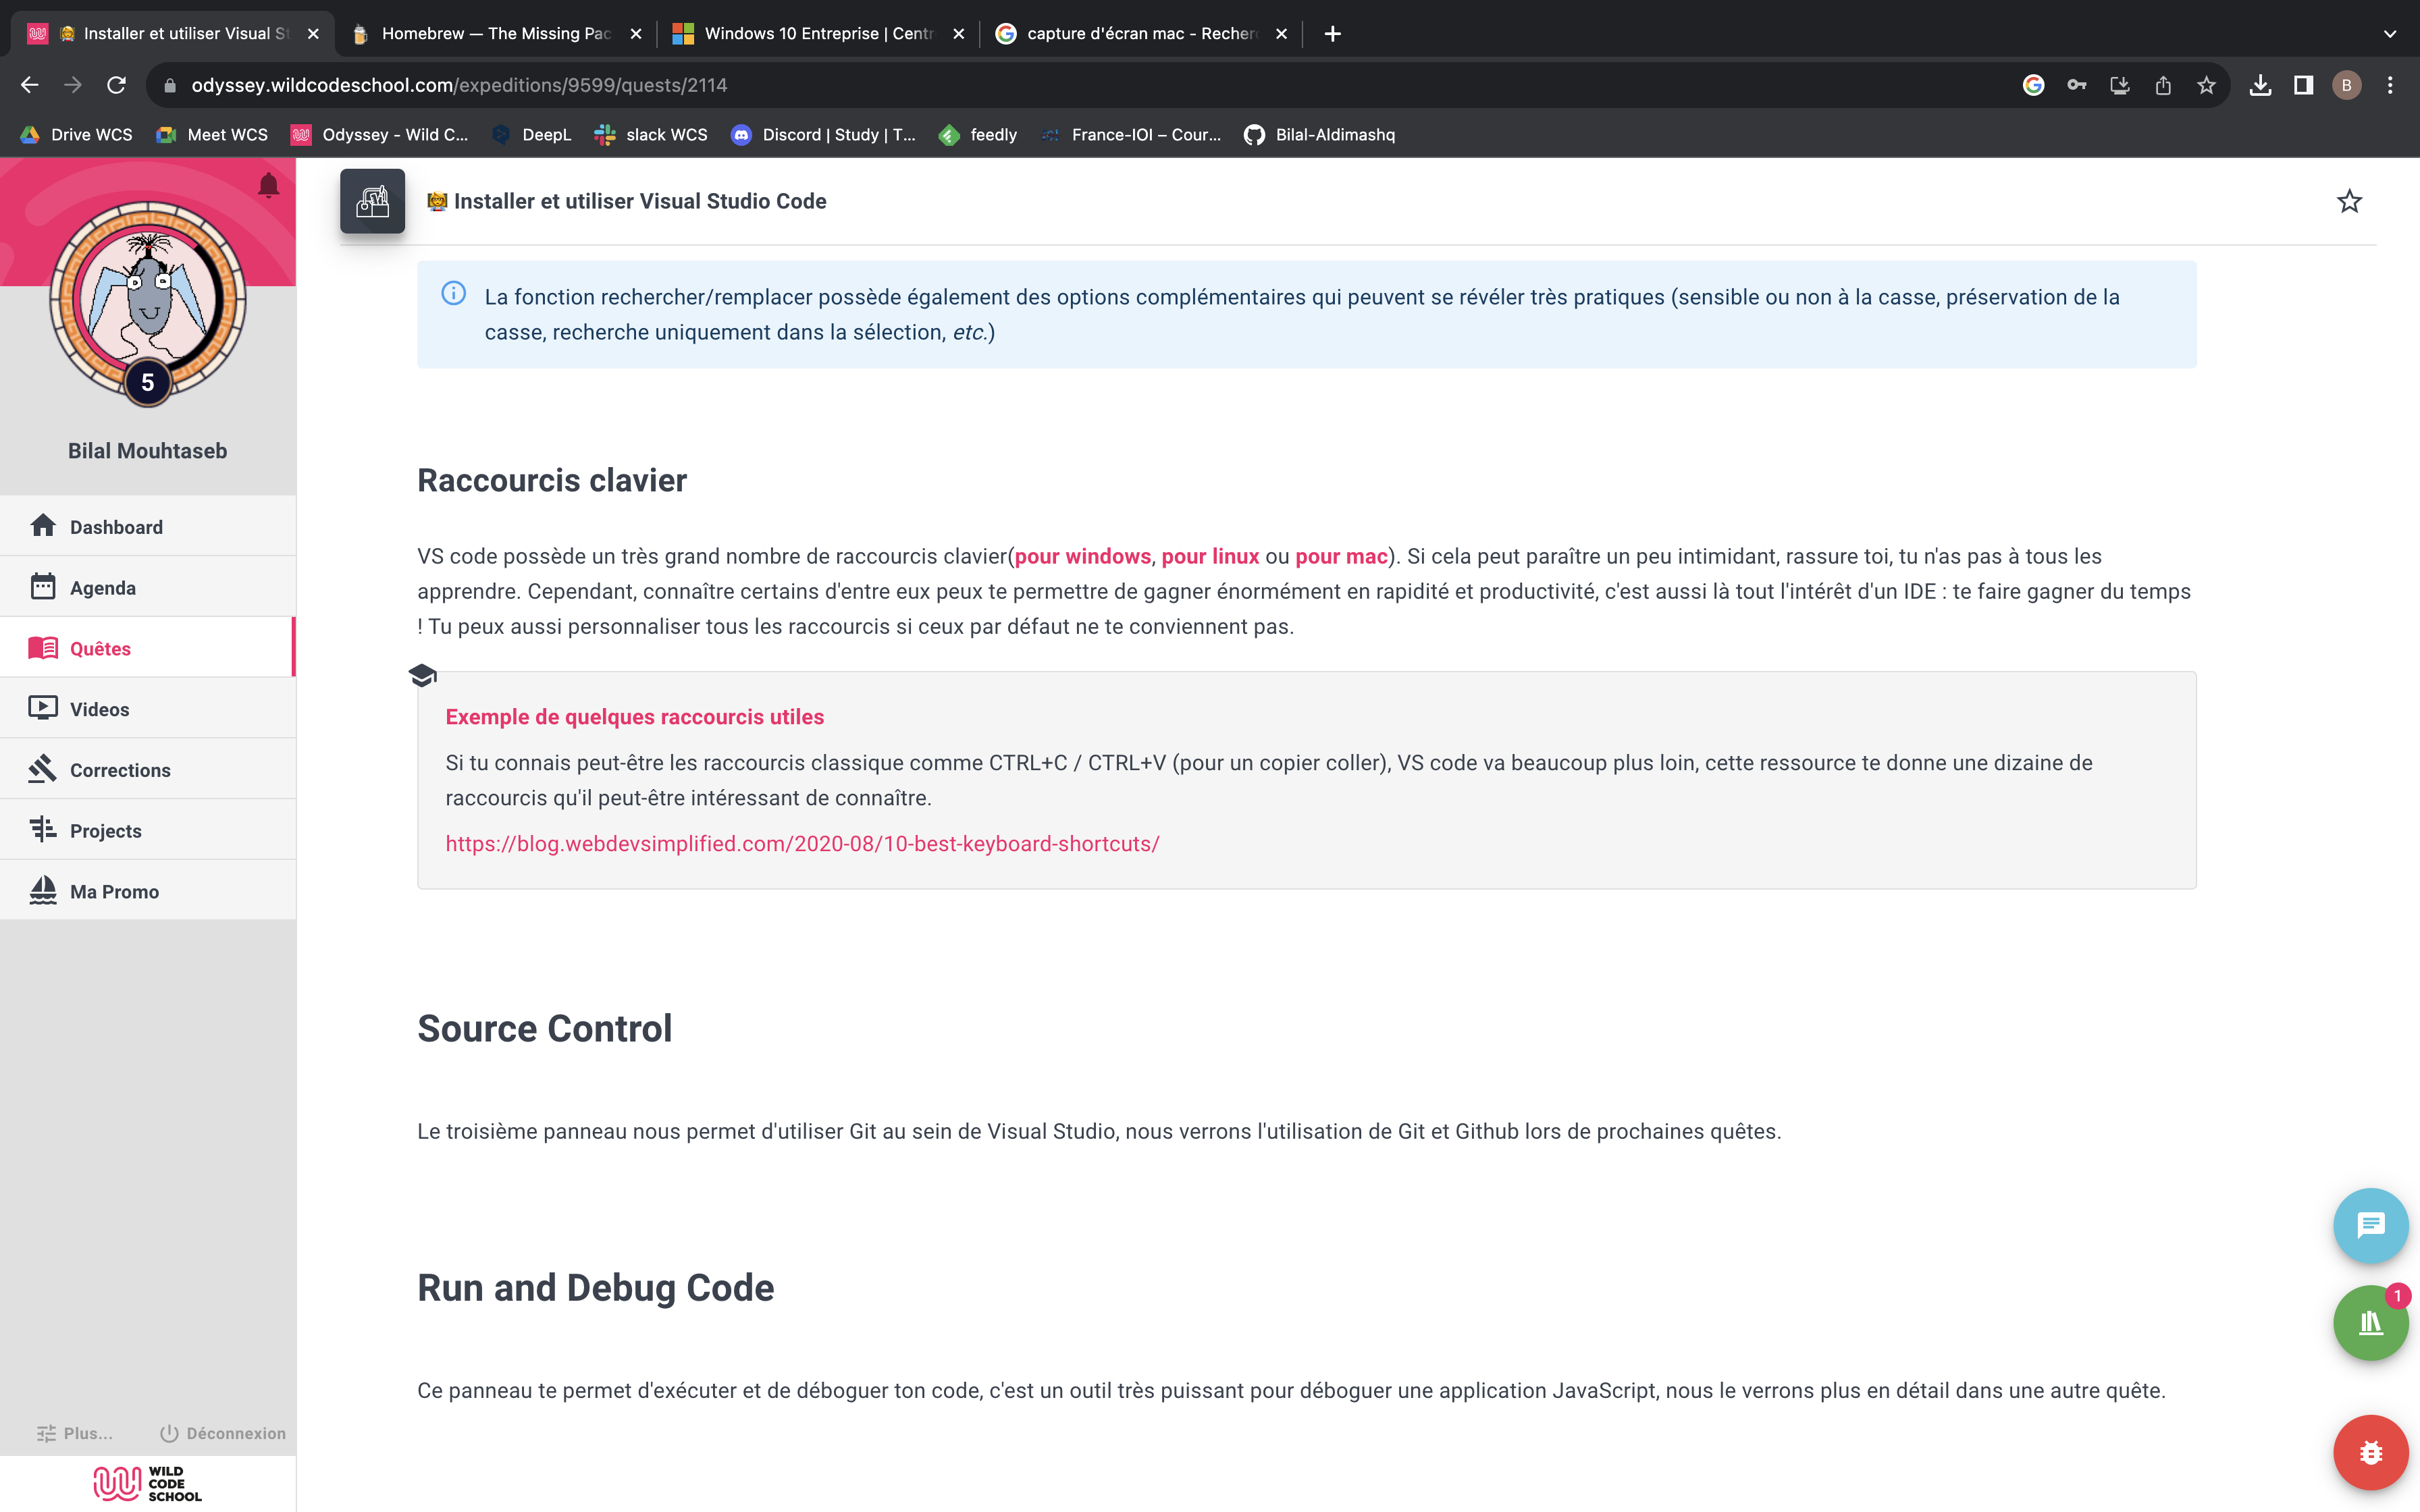 Installer et utiliser Visual St
Homebrew — The Missing Pac
Windows 10 Entreprise | Centr
capture d'écran mac - Recher
odyssey.wildcodeschool.com/expeditions/9599/quests/2114
B
Drive WCS
Meet WCS
Odyssey - Wild C...
DeepL
slack WCS
Discord | Study | T...
feedly
France-IOI – Cour...
Bilal-Aldimashq
5
Bilal Mouhtaseb
Dashboard
Agenda
Quêtes
Videos
Corrections
Projects
Ma Promo
Plus...
Déconnexion
WILD
CODE
SCHOOL
Installer et utiliser Visual Studio Code
La fonction rechercher/remplacer possède également des options complémentaires qui peuvent se révéler très pratiques (sensible ou non à la casse, préservation de la
casse, recherche uniquement dans la sélection, etc.)
Raccourcis clavier
VS code possède un très grand nombre de raccourcis clavier(pour windows, pour linux ou pour mac). Si cela peut paraître un peu intimidant, rassure toi, tu n'as pas à tous les
apprendre. Cependant, connaître certains d'entre eux peux te permettre de gagner énormément en rapidité et productivité, c'est aussi là tout l'intérêt d'un IDE : te faire gagner du temps
! Tu peux aussi personnaliser tous les raccourcis si ceux par défaut ne te conviennent pas.
Exemple de quelques raccourcis utiles
Si tu connais peut-être les raccourcis classique comme CTRL+C / CTRL+V (pour un copier coller), VS code va beaucoup plus loin, cette ressource te donne une dizaine de
raccourcis qu'il peut-être intéressant de connaître.
https://blog.webdevsimplified.com/2020-08/10-best-keyboard-shortcuts/
Source Control
Le troisième panneau nous permet d'utiliser Git au sein de Visual Studio, nous verrons l'utilisation de Git et Github lors de prochaines quêtes.
Run and Debug Code
Ce panneau te permet d'exécuter et de déboguer ton code, c'est un outil très puissant pour déboguer une application JavaScript, nous le verrons plus en détail dans une autre quête.
1